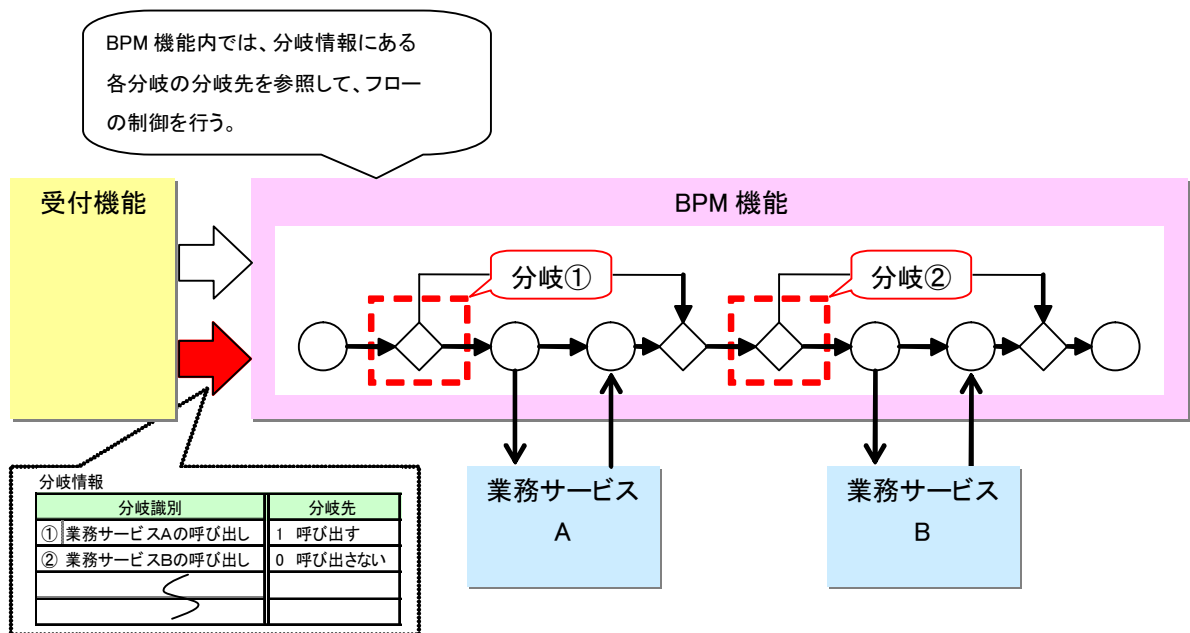 BPM 機能内では、分岐情報にある
各分岐の分岐先を参照して、フロー
の制御を行う。
受付機能
BPM 機能
分岐①
分岐②
業務サービス
A
業務サービス
B
分岐情報
分岐識別 分岐先
① 業務サービスAの呼び出し 1 呼び出す
② 業務サービスBの呼び出し 0 呼び出さない